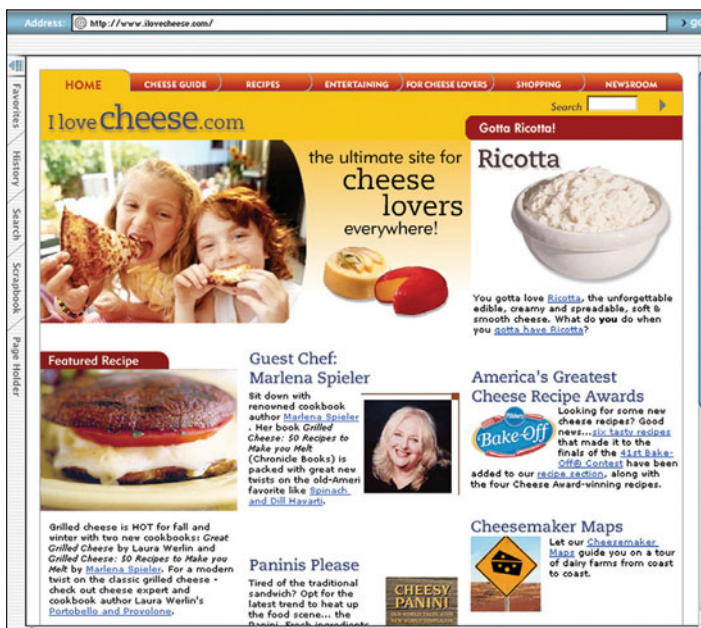 Address: http://www.ilovecheese.com/
Favorites
History
Search
Scrapbook
Page Holder
HOME
CHEESE GUIDE
RECIPES
ENTERTAINING
FOR CHEESE LOVERS
SHOPPING
NEWSROOM
Search
I love cheese.com
the ultimate site for
cheese
lovers
everywhere!
Gotta Ricotta!
Ricotta
You gotta love Ricotta, the unforgettable
edible, creamy and spreadable, soft &
smooth cheese. What do you do when
you gotta have Ricotta?
Featured Recipe
Grilled cheese is HOT for fall and
winter with two new cookbooks: Great
Grilled Cheese by Laura Werlin and
Grilled Cheese: 50 Recipes to Make you
Melt by Marlena Spieler. For a modern
twist on the classic grilled cheese -
check out cheese expert and
cookbook author Laura Werlin's
Portobello and Provolone.
Guest Chef:
Marlena Spieler
Sit down with
renowned cookbook
author Marlena Spieler
. Her book Grilled
Cheese: 50 Recipes to
Make you Melt
(Chronicle Books) is
packed with great new
twists on the old-Ameri
favorite like Spinach
and Dill Havarti.
Paninis Please
Tired of the traditional
sandwich? Opt for the
latest trend to heat up
the food scene... the
Panini. Fresh ingredients
CHEESY
PANINI
America's Greatest
Cheese Recipe Awards
Pillsbury
Bake-Off
Looking for some new
cheese recipes? Good
news...six tasty recipes
that made it to the
finals of the 41st Bake-
Off® Contest have been
added to our recipe section, along with
the four Cheese Award-winning recipes.
Cheesemaker Maps
Let our Cheesemaker
Maps guide you on a tour
of dairy farms from coast
to coast.